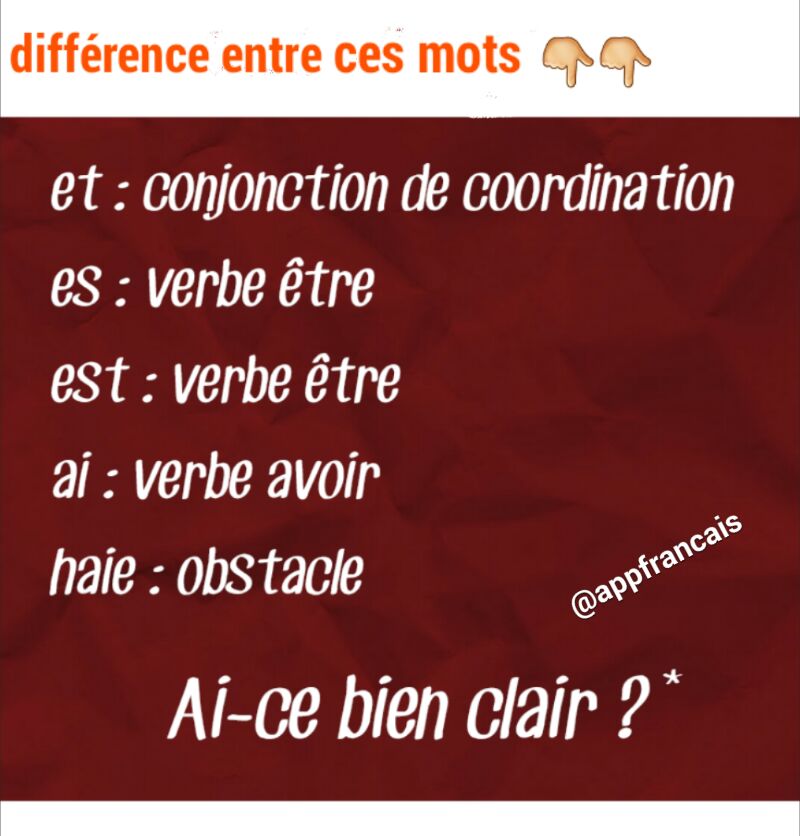 différence entre ces mots 👇👇
et : conjonction de coordination
es : verbe être
est : verbe être
ai : verbe avoir
haie : obstacle
@appfrancais
Ai-ce bien clair ?*